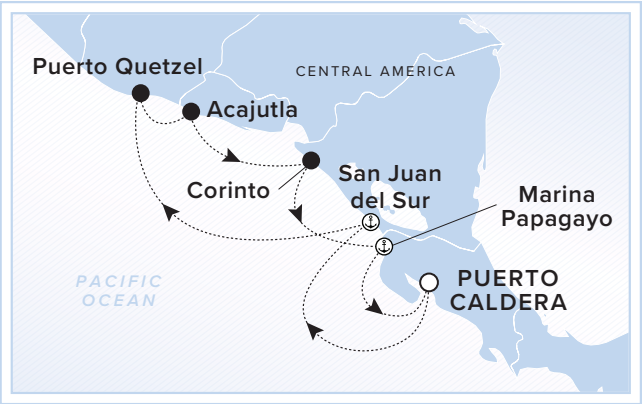 Puerto Quetzel
CENTRAL AMERICA
Acajutla
San Juan
del Sur
Corinto
Marina
Papagayo
PUERTO
CALDERA
PACIFIC
OCEAN